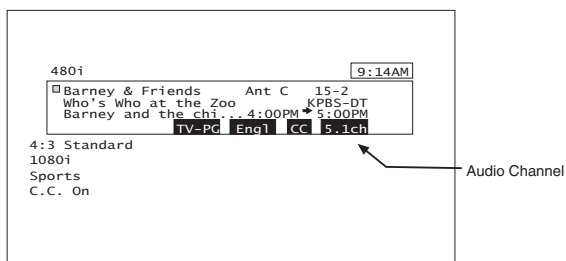 480i 9:14AM
Barney & Friends Ant C 15-2
Who's Who at the Zoo KPBS-DT
Barney and the chi...4:00PM➔5:00PM
TV-PG Engl CC 5.1ch
4:3 Standard
1080i
Sports
C.C. On
Audio Channel